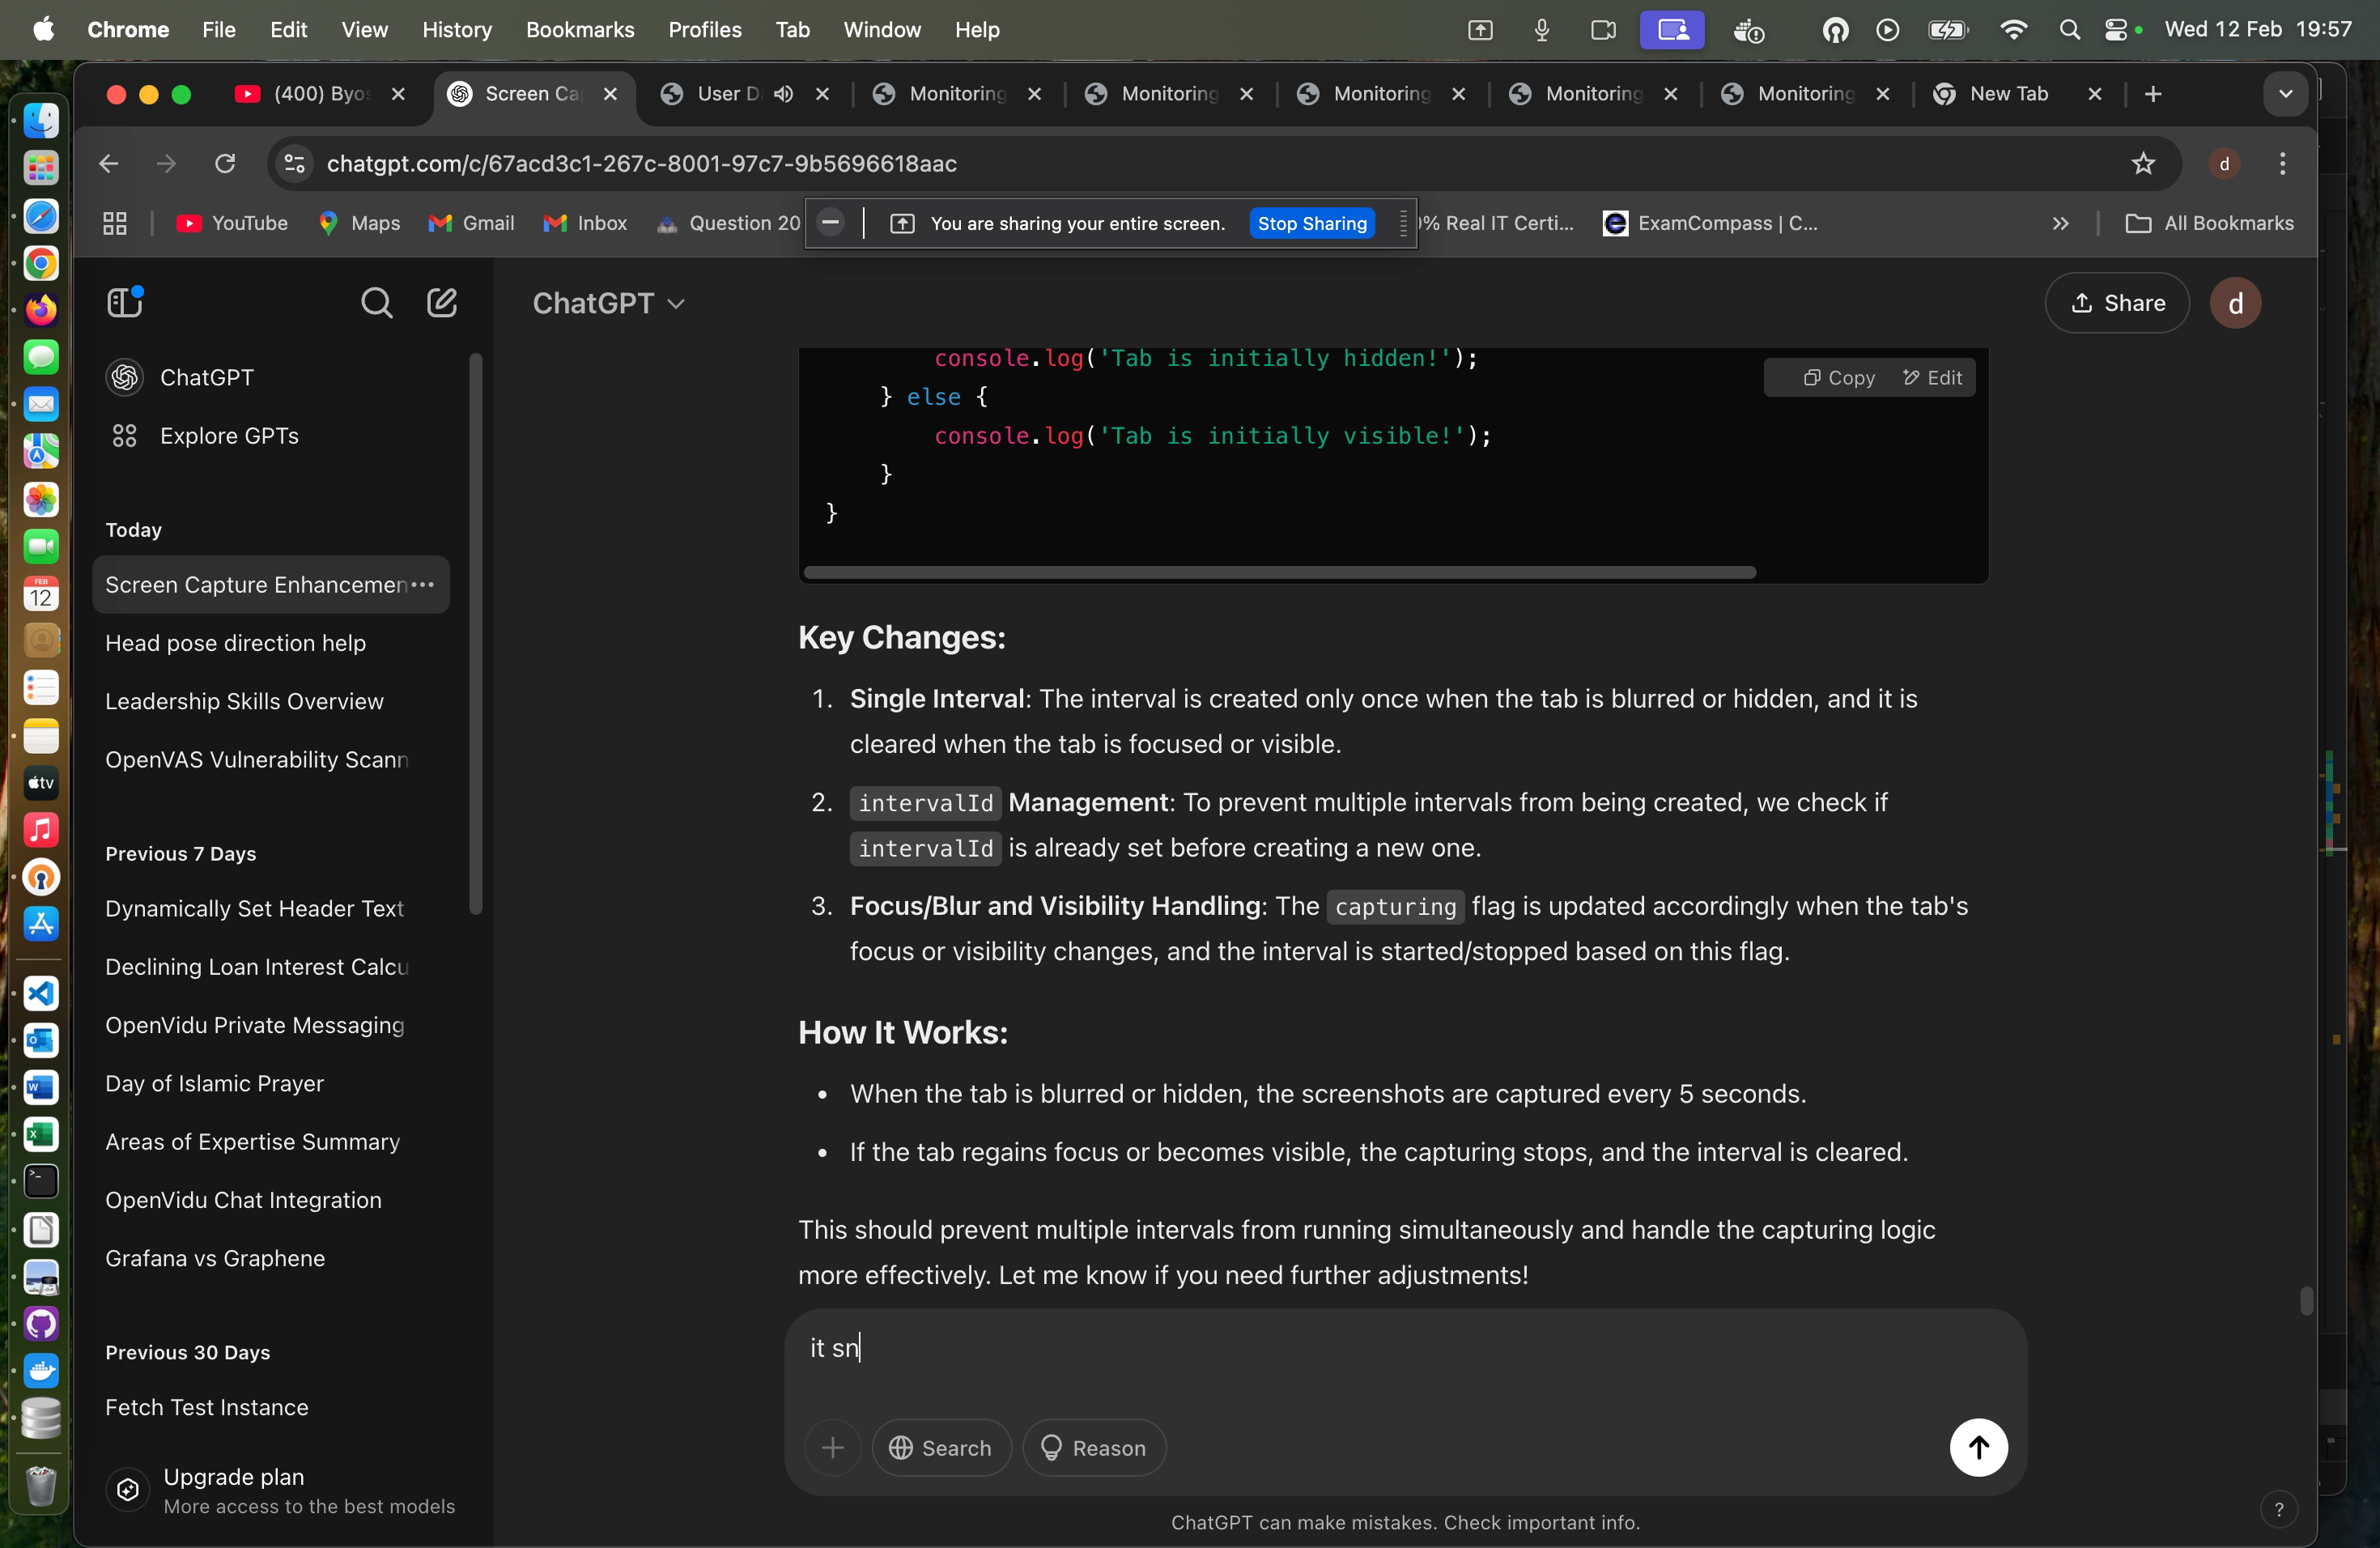 Chrome File Edit View History Bookmarks Profiles Tab Window Help Wed 12 Feb 19:57
(400) Byos Screen Ca User D Monitoring Monitoring Monitoring Monitoring Monitoring New Tab
chatgpt.com/c/67acd3c1-267c-8001-97c7-9b5696618aac d
YouTube Maps Gmail Inbox Question 20 You are sharing your entire screen. Stop Sharing % Real IT Certi... ExamCompass | C... All Bookmarks
ChatGPT Share d
ChatGPT
Explore GPTs
Today
Screen Capture Enhancemen
Head pose direction help
Leadership Skills Overview
OpenVAS Vulnerability Scann
Previous 7 Days
Dynamically Set Header Text
Declining Loan Interest Calcu
OpenVidu Private Messaging
Day of Islamic Prayer
Areas of Expertise Summary
OpenVidu Chat Integration
Grafana vs Graphene
Previous 30 Days
Fetch Test Instance
Upgrade plan
More access to the best models
console.log('Tab is initially hidden!');
Copy Edit
} else {
console.log('Tab is initially visible!');
}
}
Key Changes:
1. Single Interval: The interval is created only once when the tab is blurred or hidden, and it is
cleared when the tab is focused or visible.
2. intervalId Management: To prevent multiple intervals from being created, we check if
intervalId is already set before creating a new one.
3. Focus/Blur and Visibility Handling: The capturing flag is updated accordingly when the tab's
focus or visibility changes, and the interval is started/stopped based on this flag.
How It Works:
• When the tab is blurred or hidden, the screenshots are captured every 5 seconds.
• If the tab regains focus or becomes visible, the capturing stops, and the interval is cleared.
This should prevent multiple intervals from running simultaneously and handle the capturing logic
more effectively. Let me know if you need further adjustments!
it sn
Search Reason
ChatGPT can make mistakes. Check important info.
?
FEB
12
tv